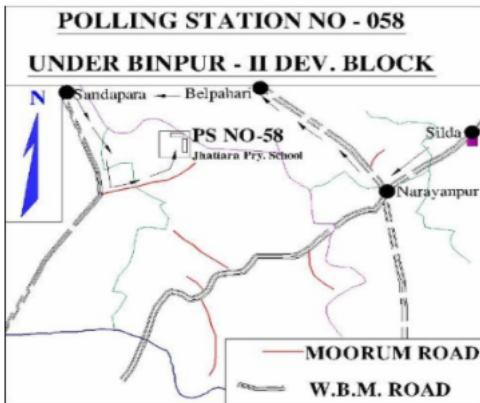 POLLING STATION NO - 058
UNDER BINPUR - II DEV. BLOCK
N
Sandapara
Belpahari
PS NO-58
Jhatiara Pry. School
Silda
Narayanpur
MOORUM ROAD
W.B.M. ROAD